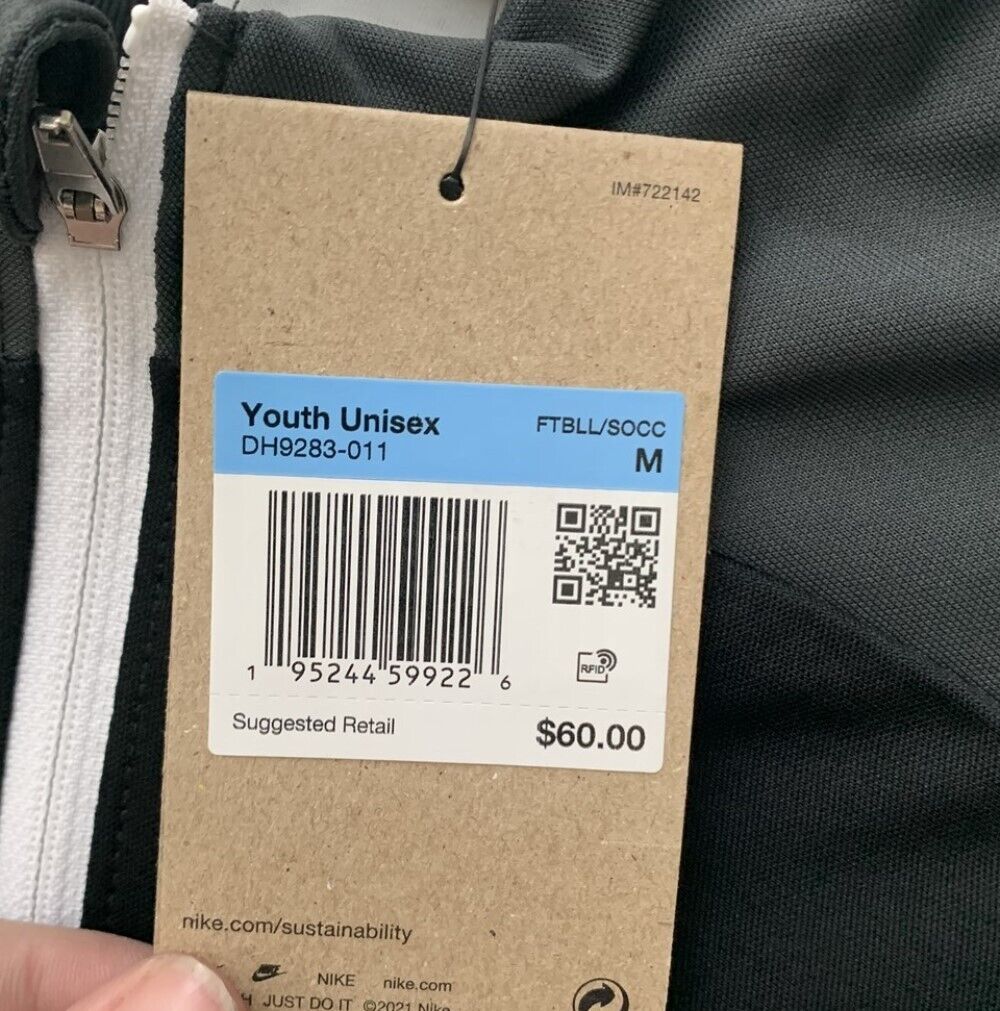 IM#722142
Youth Unisex
FTBLL/SOCC
DH9283-011
M
RFID
1 95244 59922 6
Suggested Retail
$60.00
nike.com/sustainability
NIKE nike.com
JUST DO IT ©2021 Nike